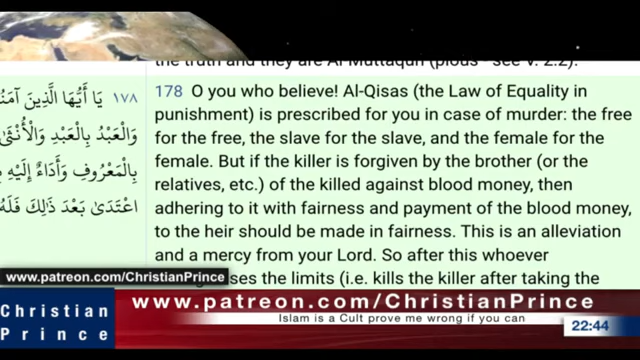 the truth and they are Al-Muttaqun (pious - see v. 2:2).
178 O you who believe! Al-Qisas (the Law of Equality in
punishment) is prescribed for you in case of murder: the free
for the free, the slave for the slave, and the female for the
female. But if the killer is forgiven by the brother (or the
relatives, etc.) of the killed against blood money, then
adhering to it with fairness and payment of the blood money,
to the heir should be made in fairness. This is an alleviation
and a mercy from your Lord. So after this whoever
ses the limits (i.e. kills the killer after taking the
١٧٨ يَا أَيُّهَا الَّذِينَ
وَالْعَبْدُ بِالْعَبْدِ وَالْأُنْثَىٰ
بِالْمَعْرُوفِ وَأَدَاءٌ إِلَيْهِ
اعْتَدَىٰ بَعْدَ ذَٰلِكَ فَلَهُ
www.patreon.com/ChristianPrince
www.patreon.com/ChristianPrince
Christian
Prince
Islam is a Cult prove me wrong if you can
22:44